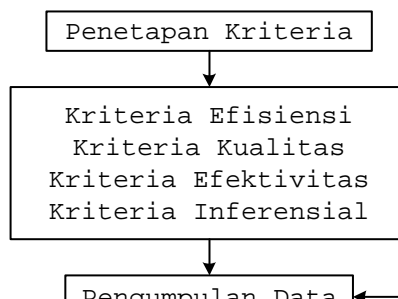 Penetapan Kriteria
Kriteria Efisiensi
Kriteria Kualitas
Kriteria Efektivitas
Kriteria Inferensial
Pengumpulan Data